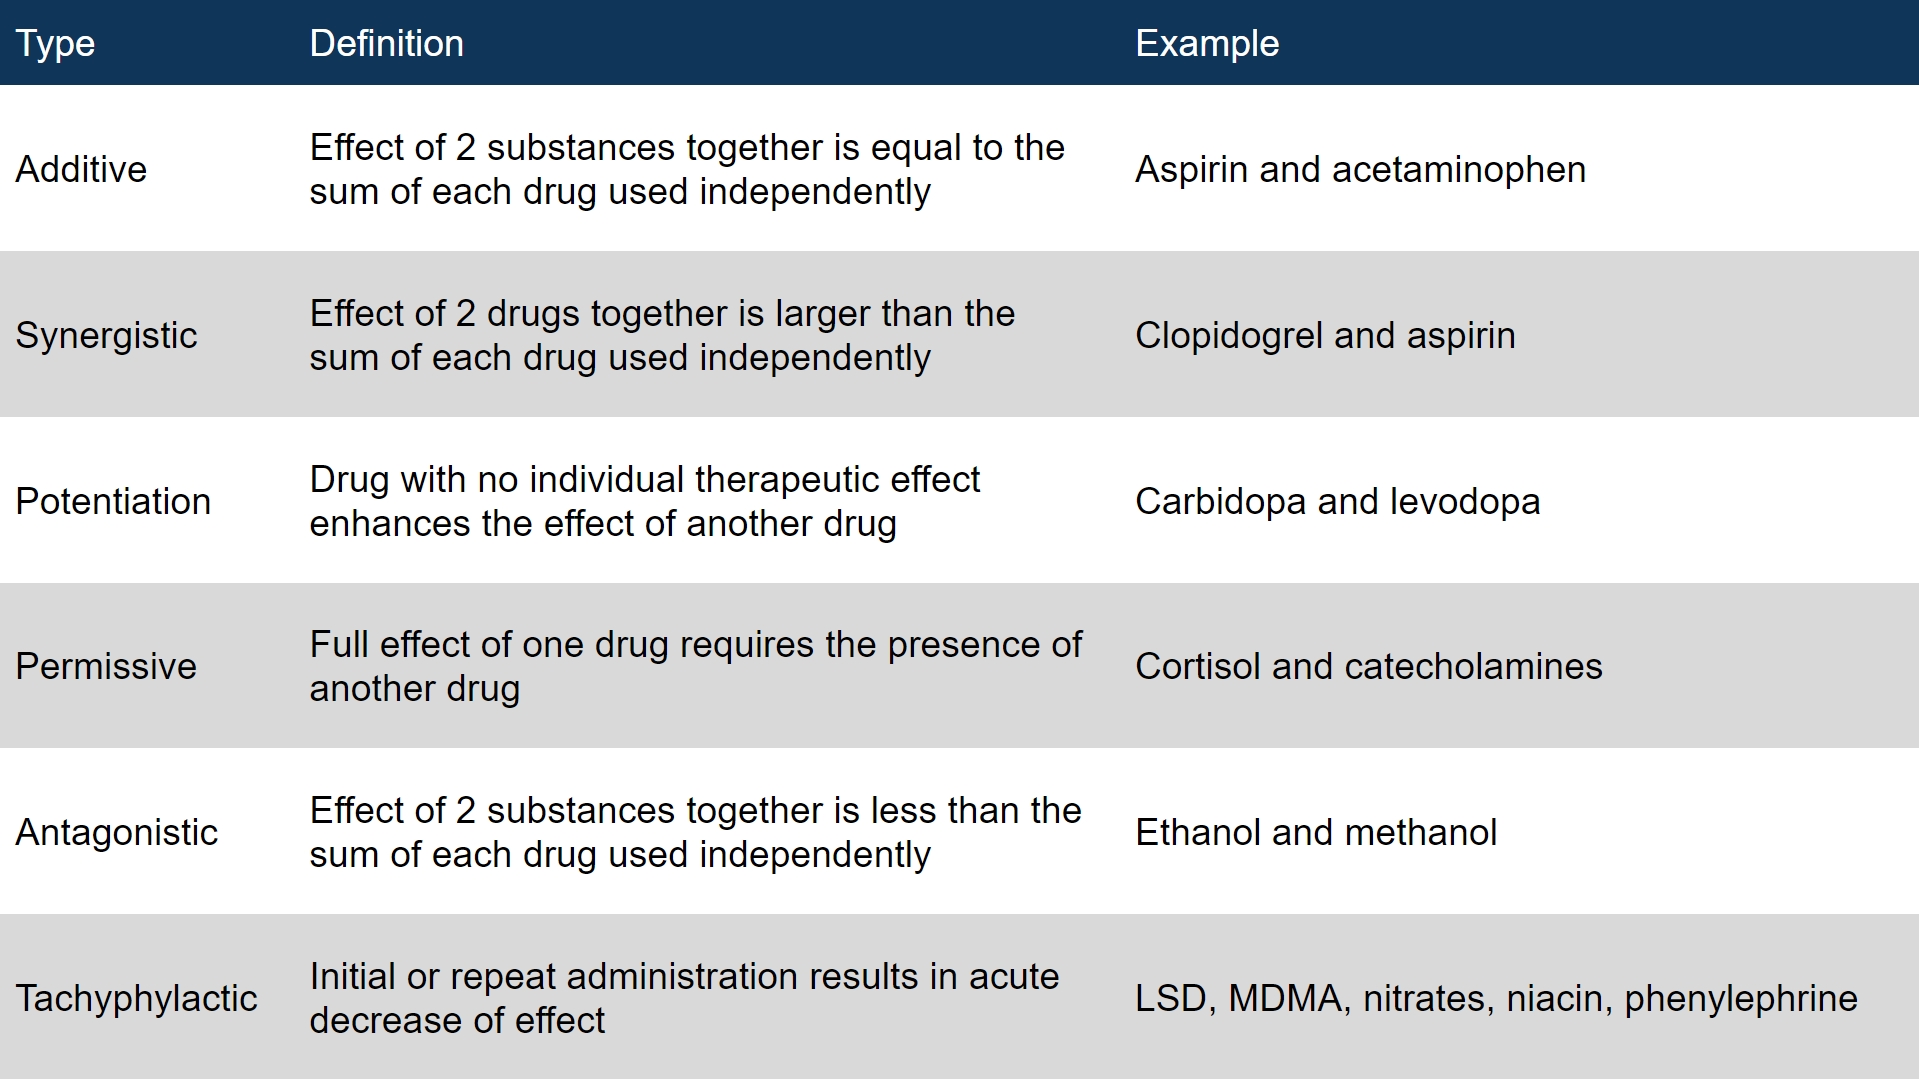 Type
Definition
Example
Additive
Effect of 2 substances together is equal to the
sum of each drug used independently
Aspirin and acetaminophen
Synergistic
Effect of 2 drugs together is larger than the
sum of each drug used independently
Clopidogrel and aspirin
Potentiation
Drug with no individual therapeutic effect
enhances the effect of another drug
Carbidopa and levodopa
Permissive
Full effect of one drug requires the presence of
another drug
Cortisol and catecholamines
Antagonistic
Effect of 2 substances together is less than the
sum of each drug used independently
Ethanol and methanol
Tachyphylactic
Initial or repeat administration results in acute
decrease of effect
LSD, MDMA, nitrates, niacin, phenylephrine